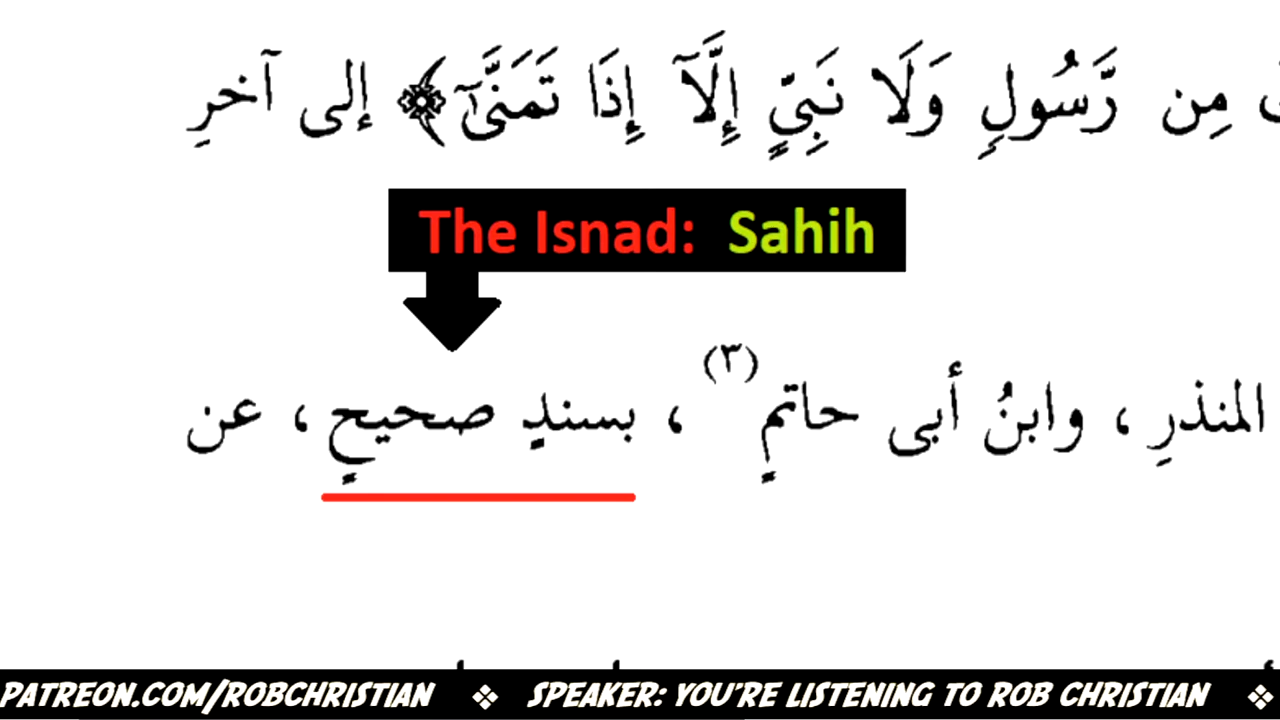 مِن رَّسُولٍ وَلَا نَبِيٍّ إِلَّآ إِذَا تَمَنَّىٰٓ﴾ إلى آخرِ
The Isnad: Sahih
المنذرِ ، وابنُ أبى حاتمٍ(٣) ، بسندٍ صحيحٍ ، عن
PATREON.COM/ROBCHRISTIAN ❖ SPEAKER: YOU'RE LISTENING TO ROB CHRISTIAN ❖